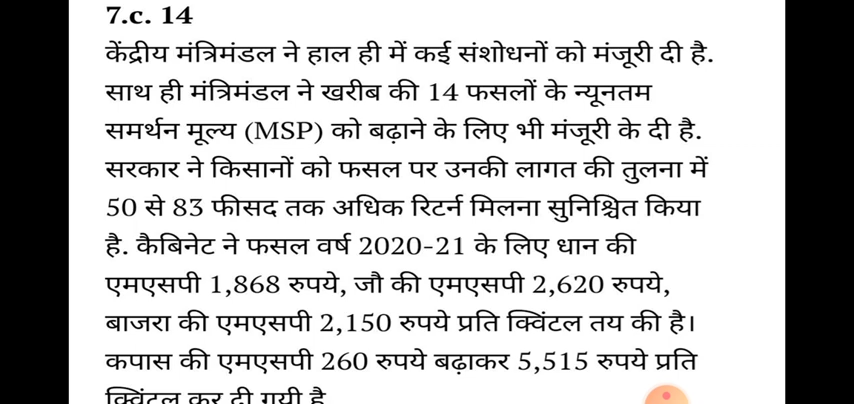 7.c. 14
केंद्रीय मंत्रिमंडल ने हाल ही में कई संशोधनों को मंजूरी दी है.
साथ ही मंत्रिमंडल ने खरीब की 14 फसलों के न्यूनतम
समर्थन मूल्य (MSP) को बढ़ाने के लिए भी मंजूरी के दी है.
सरकार ने किसानों को फसल पर उनकी लागत की तुलना में
50 से 83 फीसद तक अधिक रिटर्न मिलना सुनिश्चित किया
है. कैबिनेट ने फसल वर्ष 2020-21 के लिए धान की
एमएसपी 1,868 रुपये, जौ की एमएसपी 2,620 रुपये,
बाजरा की एमएसपी 2,150 रुपये प्रति क्विंटल तय की है।
कपास की एमएसपी 260 रुपये बढ़ाकर 5,515 रुपये प्रति
क्विंटल कर दी गयी है